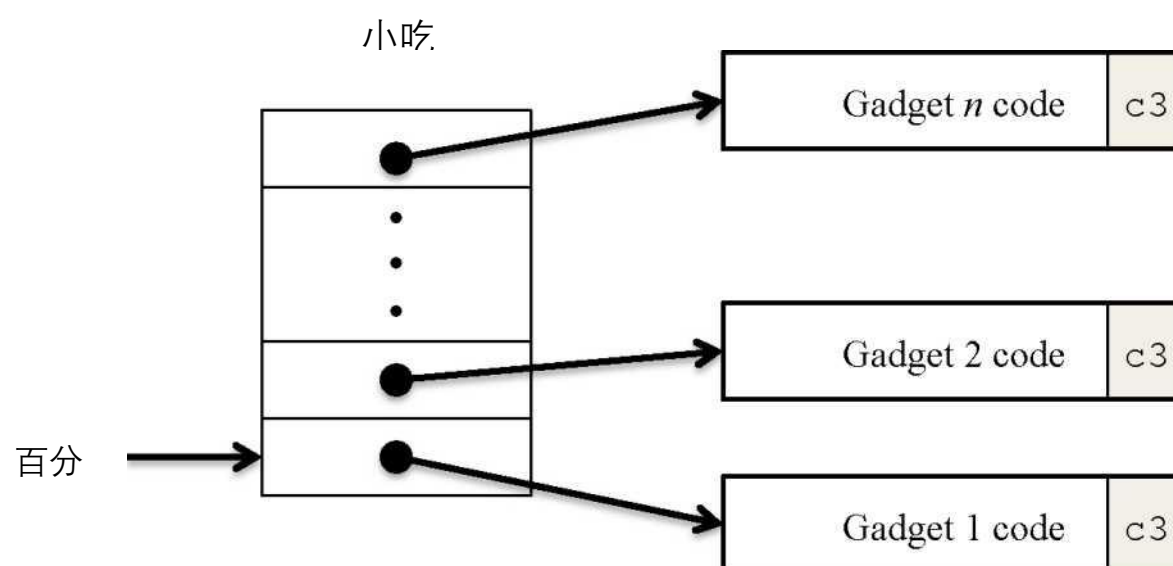 小吃
Gadget n code c3
Gadget 2 code c3
百分
Gadget 1 code c3